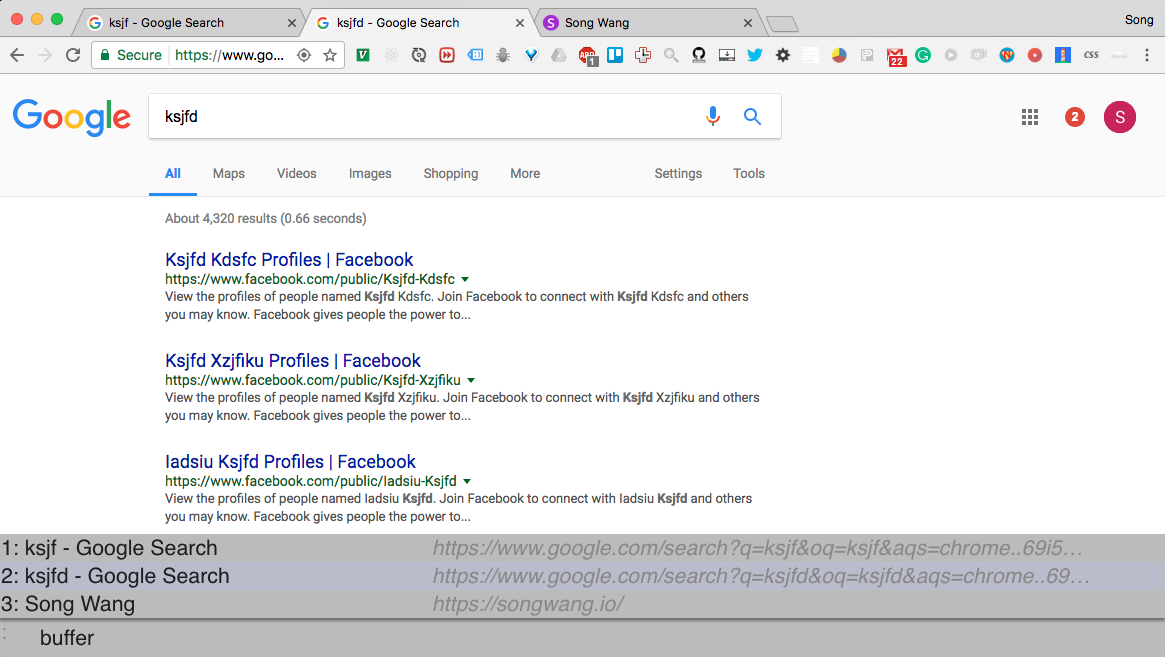 ksjf - Google Search
ksjfd - Google Search
S Song Wang
Song
Secure https://www.go...
22
1
css
Google
ksjfd
2
S
All Maps Videos Images Shopping More Settings Tools
About 4,320 results (0.66 seconds)
Ksjfd Kdsfc Profiles | Facebook
https://www.facebook.com/public/Ksjfd-Kdsfc
View the profiles of people named Ksjfd Kdsfc. Join Facebook to connect with Ksjfd Kdsfc and others
you may know. Facebook gives people the power to...
Ksjfd Xzjfiku Profiles | Facebook
https://www.facebook.com/public/Ksjfd-Xzjfiku
View the profiles of people named Ksjfd Xzjfiku. Join Facebook to connect with Ksjfd Xzjfiku and others
you may know. Facebook gives people the power to...
Iadsiu Ksjfd Profiles | Facebook
https://www.facebook.com/public/Iadsiu-Ksjfd
View the profiles of people named Iadsiu Ksjfd. Join Facebook to connect with Iadsiu Ksjfd and others
you may know. Facebook gives people the power to...
1: ksjf - Google Search https://www.google.com/search?q=ksjf&oq=ksjf&aqs=chrome..69i5...
2: ksjfd - Google Search https://www.google.com/search?q=ksjfd&oq=ksjfd&aqs=chrome..69...
3: Song Wang https://songwang.io/
: buffer